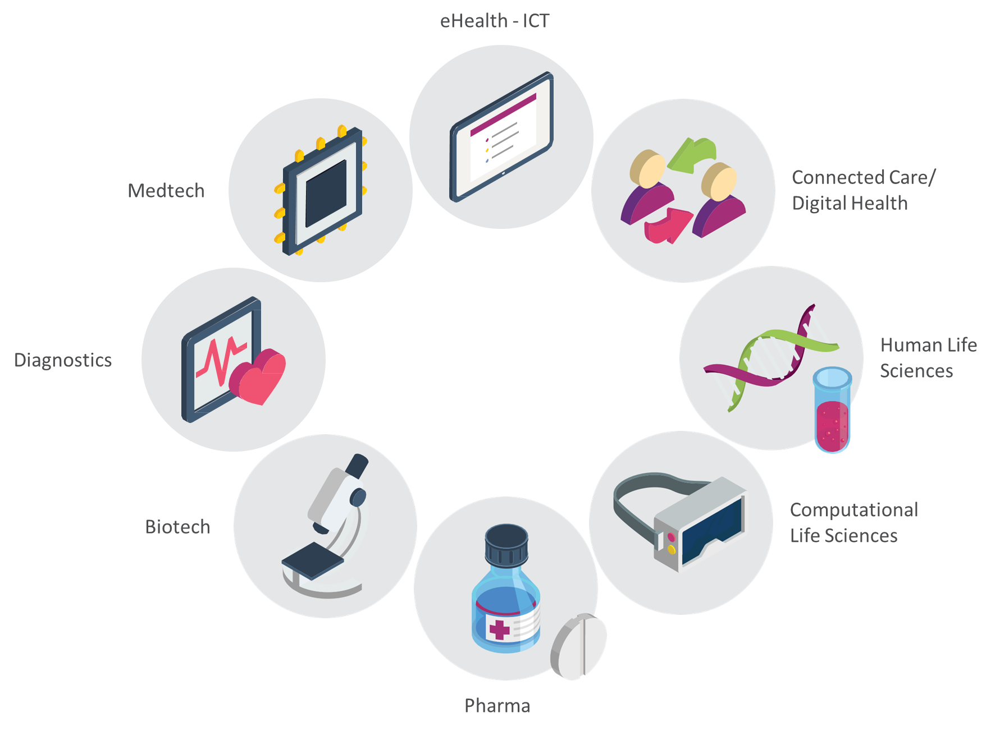 eHealth - ICT
Connected Care/
Digital Health
Medtech
Human Life
Sciences
Diagnostics
Computational
Life Sciences
Biotech
Pharma